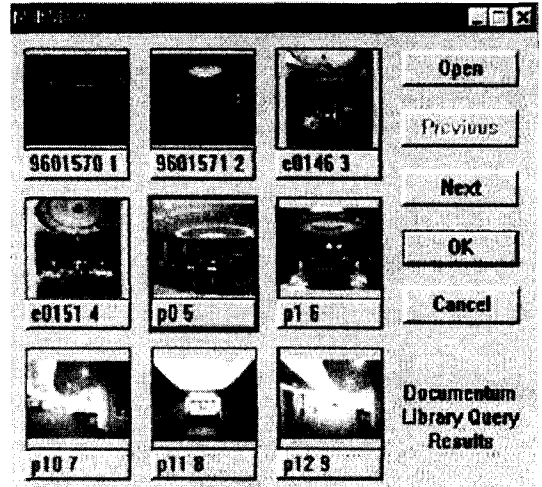 Open
9601570 1
9601571 2
e0146 3
Previous
Next
OK
e0151 4
p0 5
p1 6
Cancel
Documentum
Library Query
Results
p10 7
p11 8
p12 9